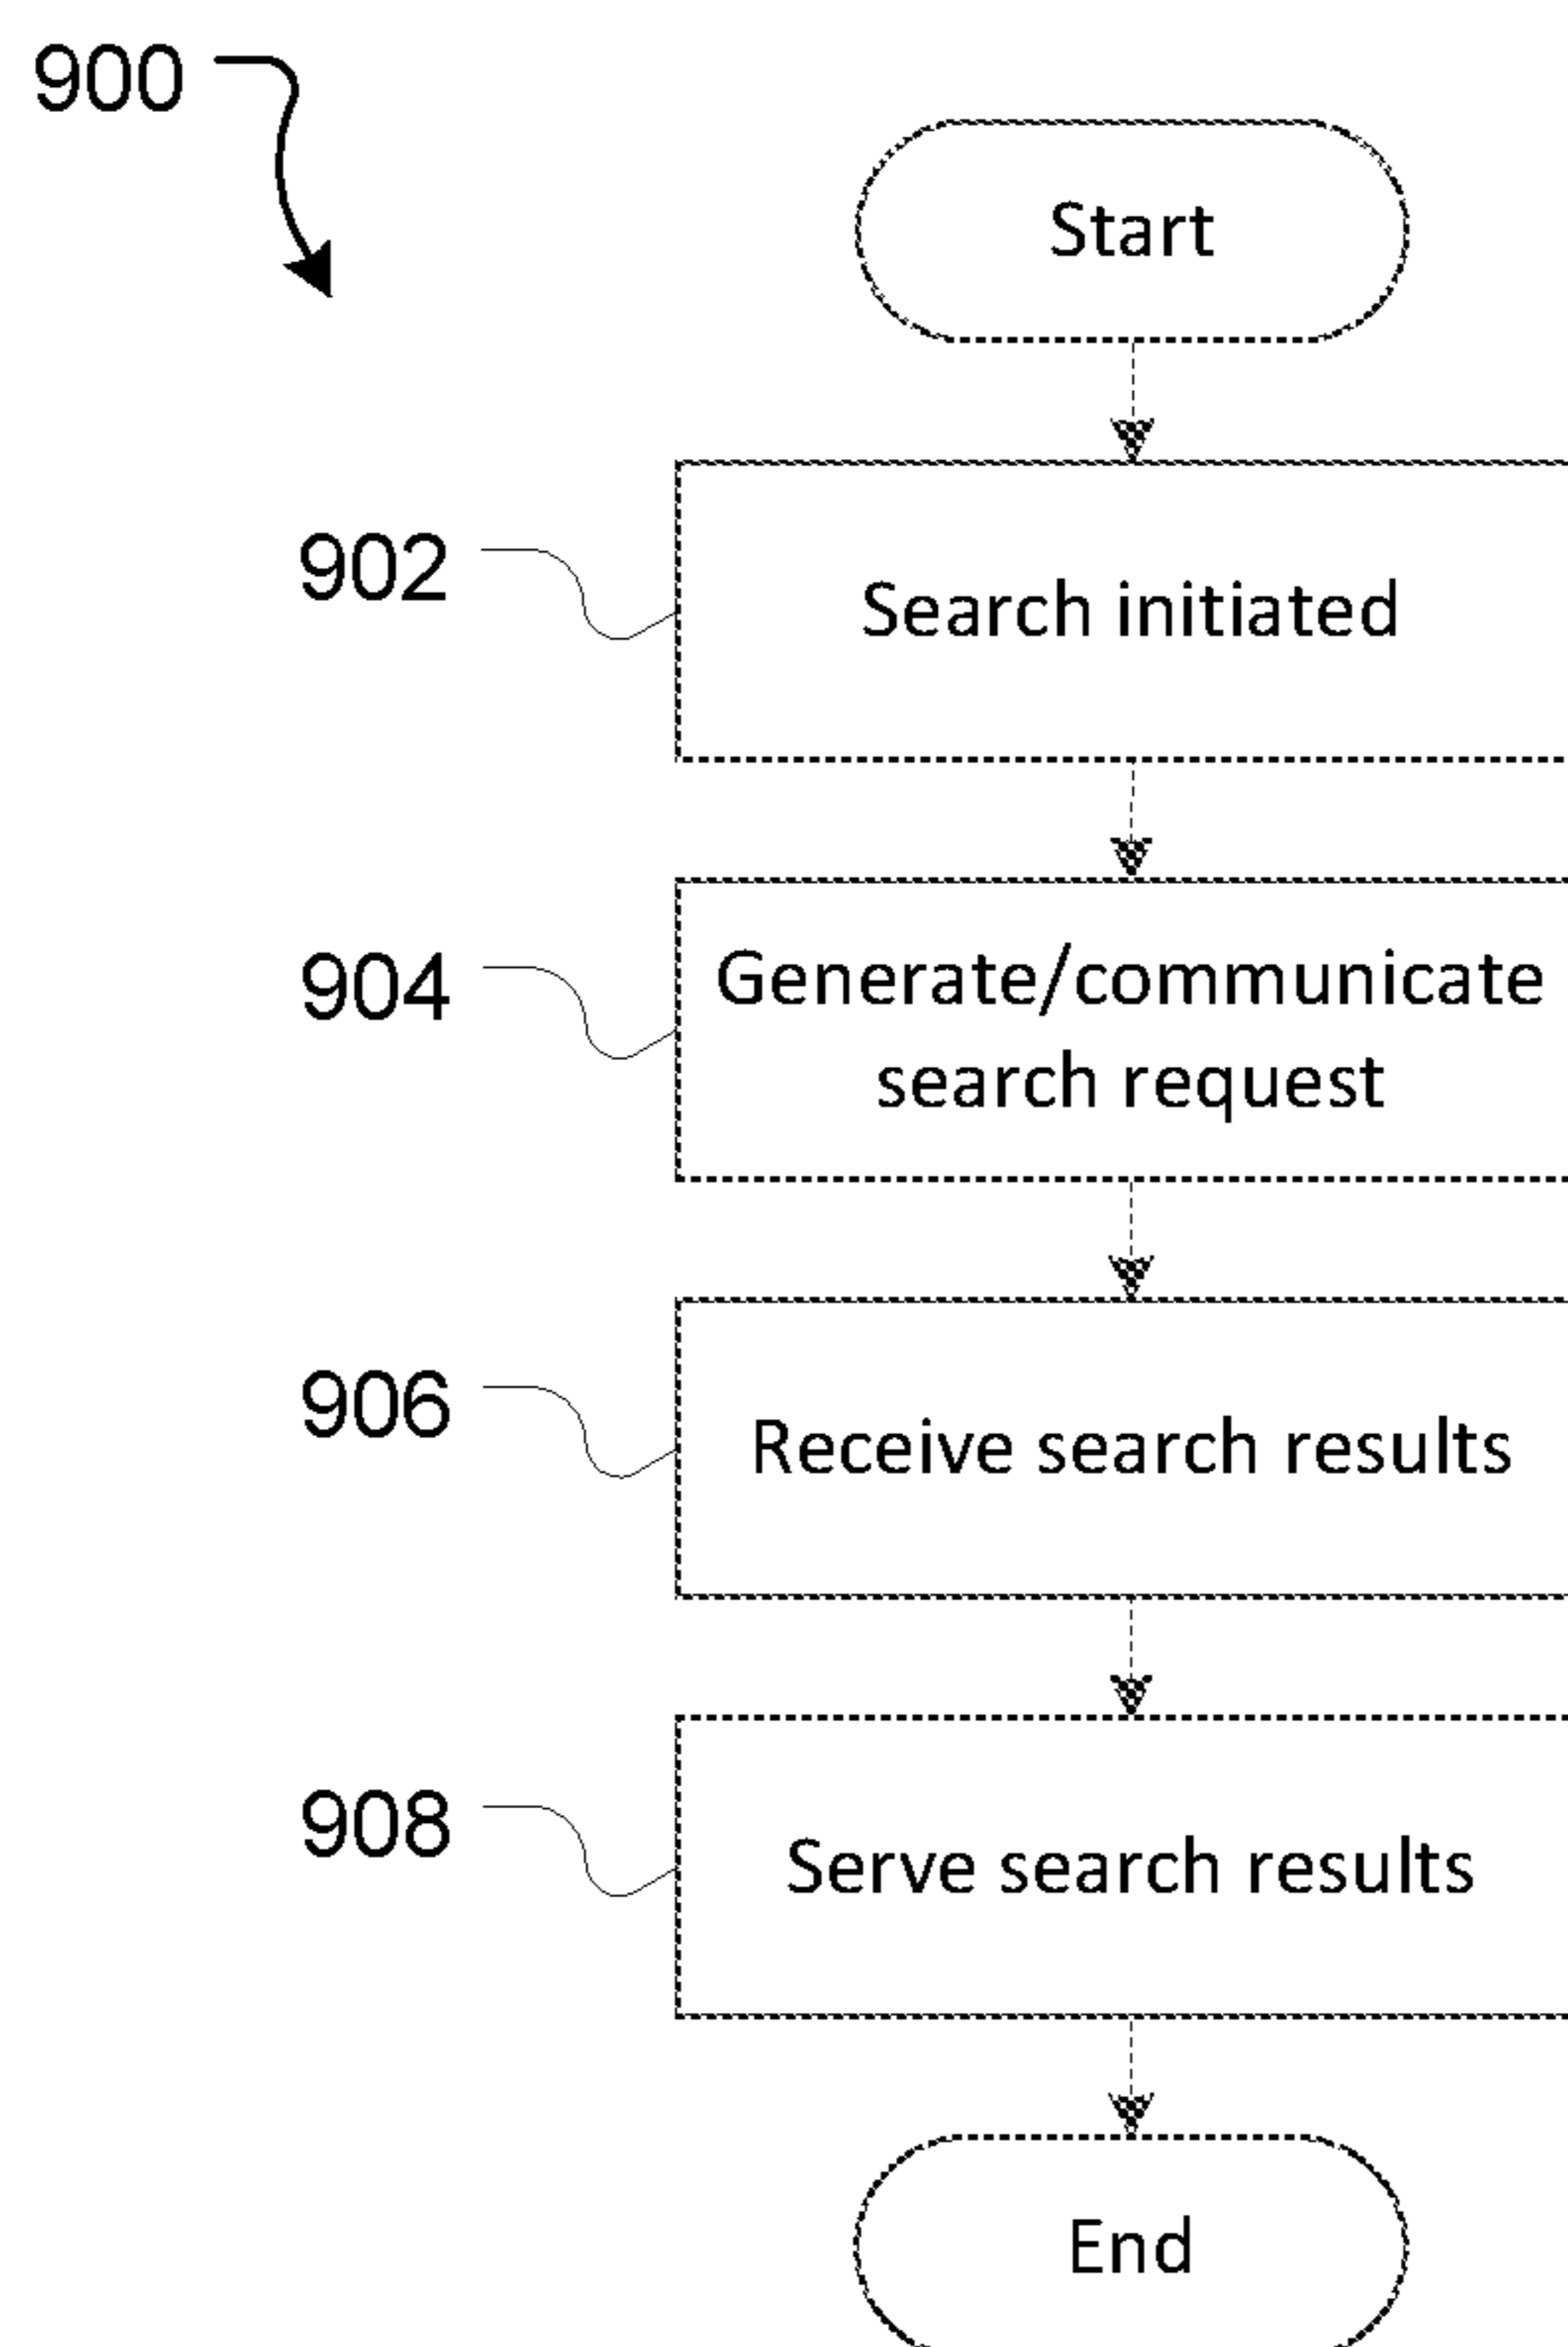 900
Start
902
Search initiated
904
Generate/communicate
search request
906
Receive search results
908
Serve search results
End